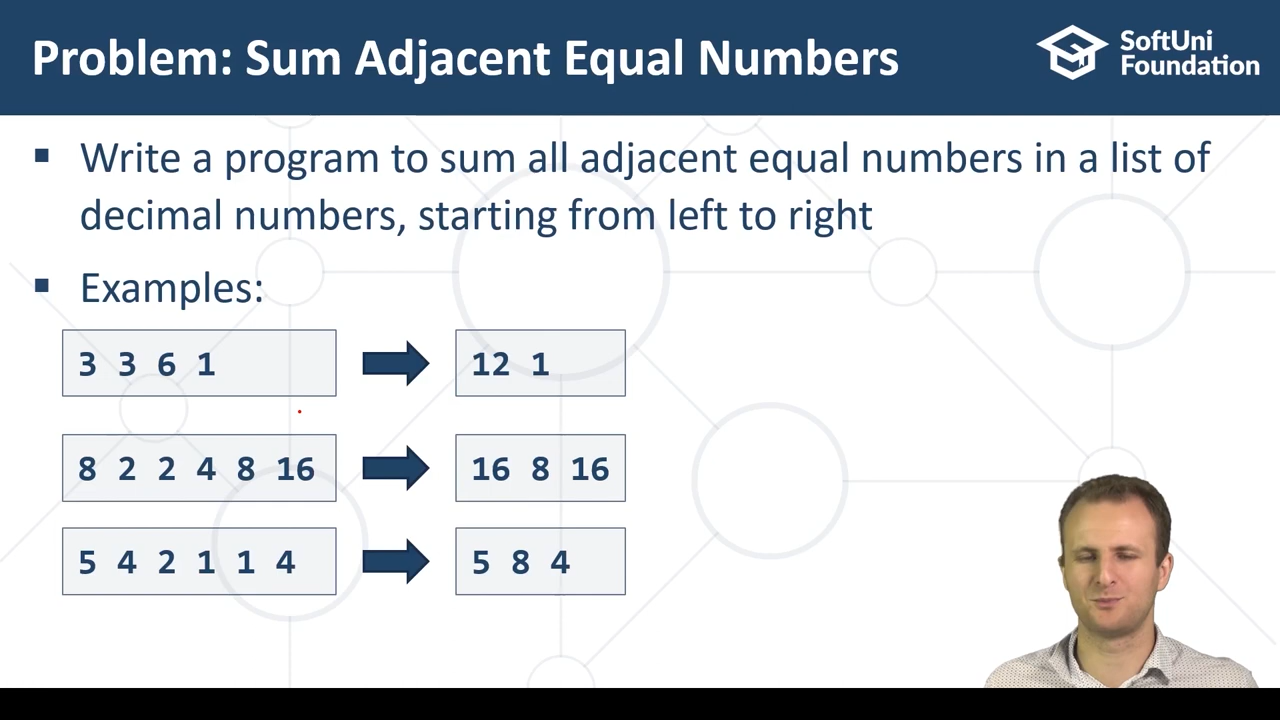 Problem: Sum Adjacent Equal Numbers
SoftUni
Foundation
▪ Write a program to sum all adjacent equal numbers in a list of
decimal numbers, starting from left to right
▪ Examples:
3 3 6 1
12 1
8 2 2 4 8 16
16 8 16
5 4 2 1 1 4
5 8 4